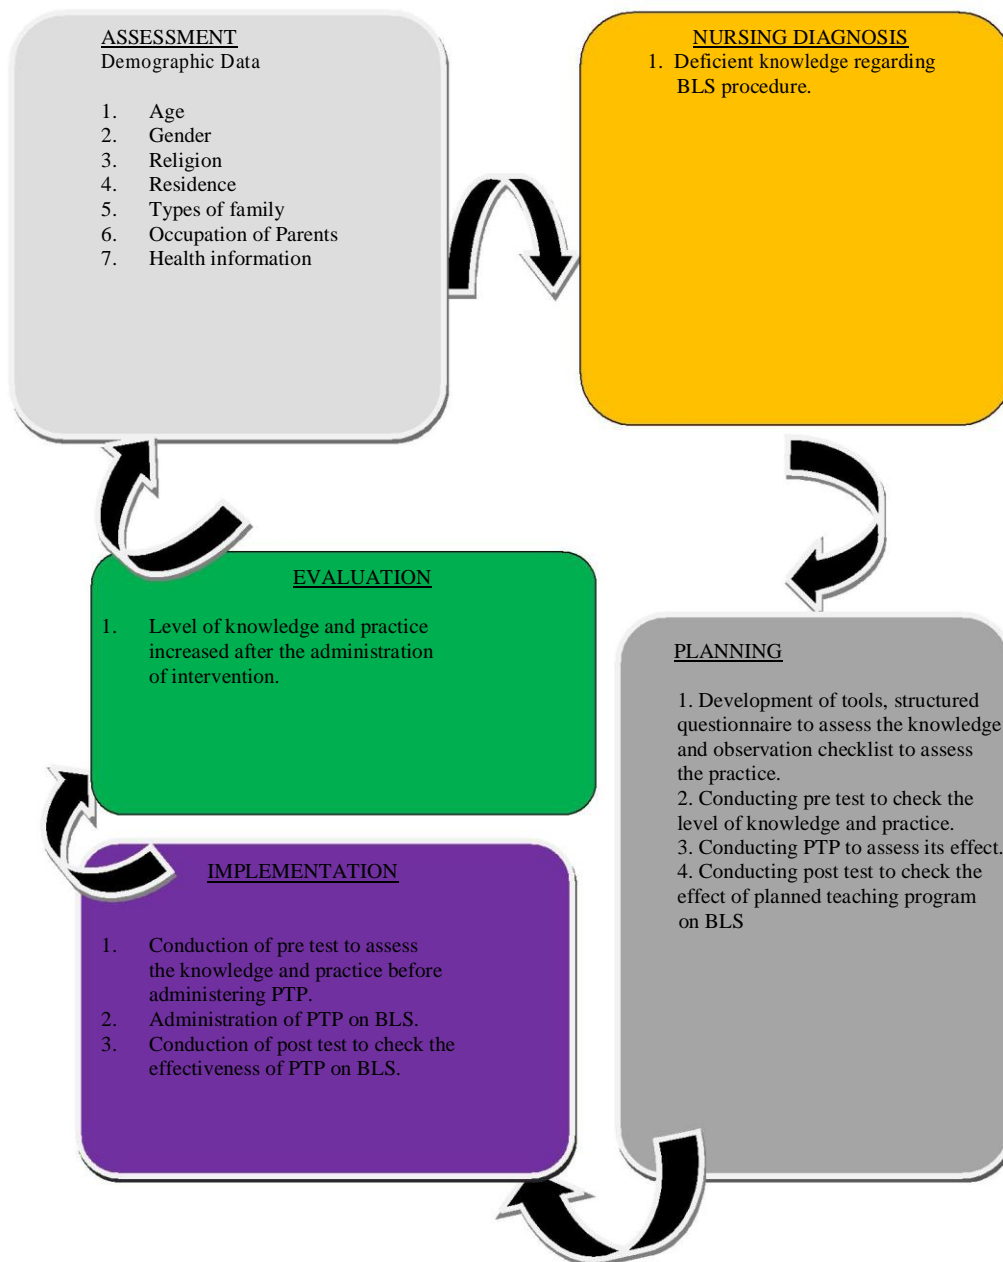 ASSESSMENT
Demographic Data
1. Age
2. Gender
3. Religion
4. Residence
5. Types of family
6. Occupation of Parents
7. Health information
NURSING DIAGNOSIS
1. Deficient knowledge regarding
BLS procedure.
PLANNING
1. Development of tools, structured
questionnaire to assess the knowledge
and observation checklist to assess
the practice.
2. Conducting pre test to check the
level of knowledge and practice.
3. Conducting PTP to assess its effect.
4. Conducting post test to check the
effect of planned teaching program
on BLS
IMPLEMENTATION
1. Conduction of pre test to assess
the knowledge and practice before
administering PTP.
2. Administration of PTP on BLS.
3. Conduction of post test to check the
effectiveness of PTP on BLS.
EVALUATION
1. Level of knowledge and practice
increased after the administration
of intervention.